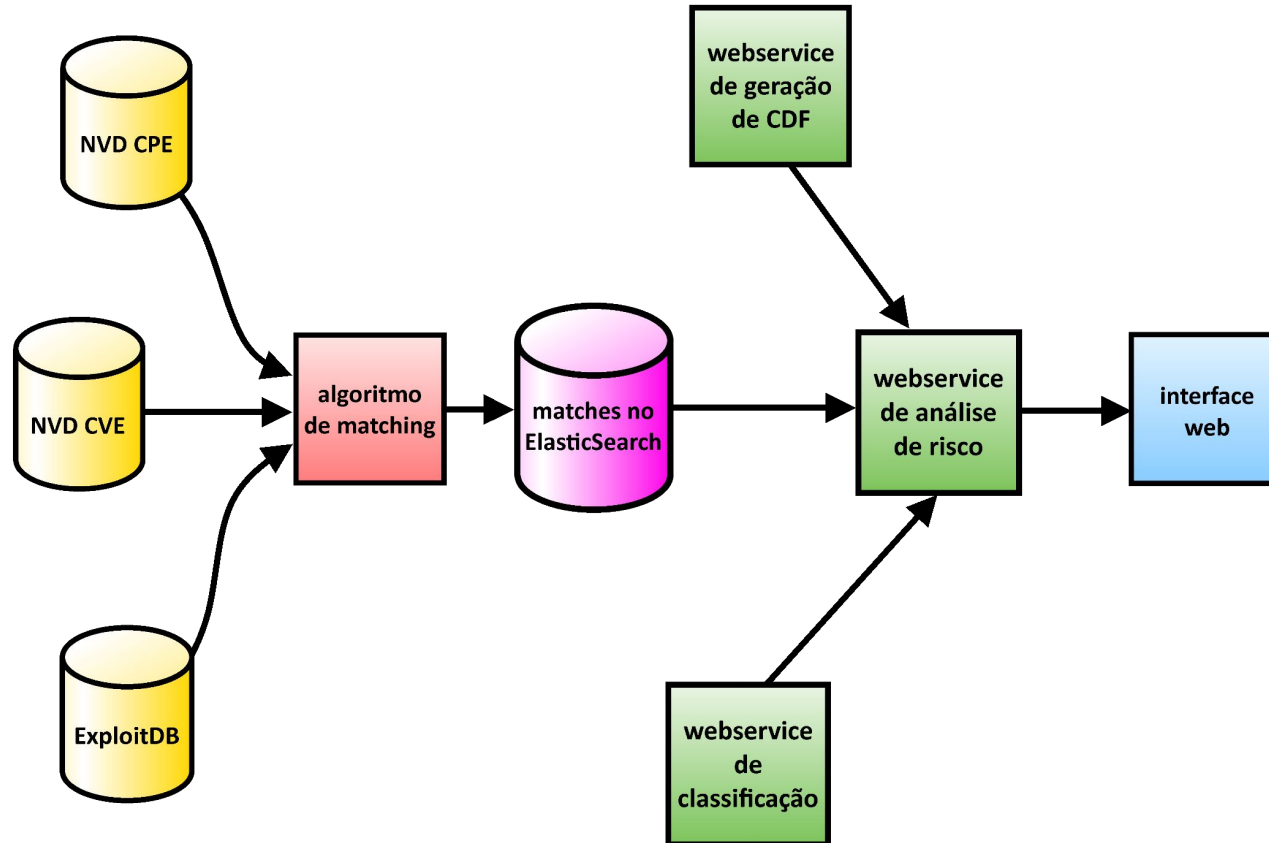 NVD CPE
webservice
de geração
de CDF
NVD CVE
algoritmo
de matching
matches no
ElasticSearch
webservice
de análise
de risco
interface
web
ExploitDB
webservice
de
classificação